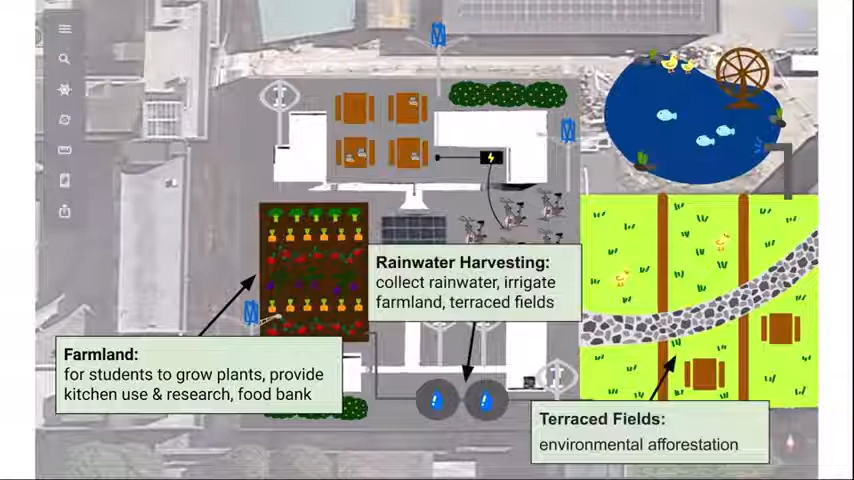 Rainwater Harvesting:
collect rainwater, irrigate
farmland, terraced fields
Farmland:
for students to grow plants, provide
kitchen use & research, food bank
Terraced Fields:
environmental afforestation